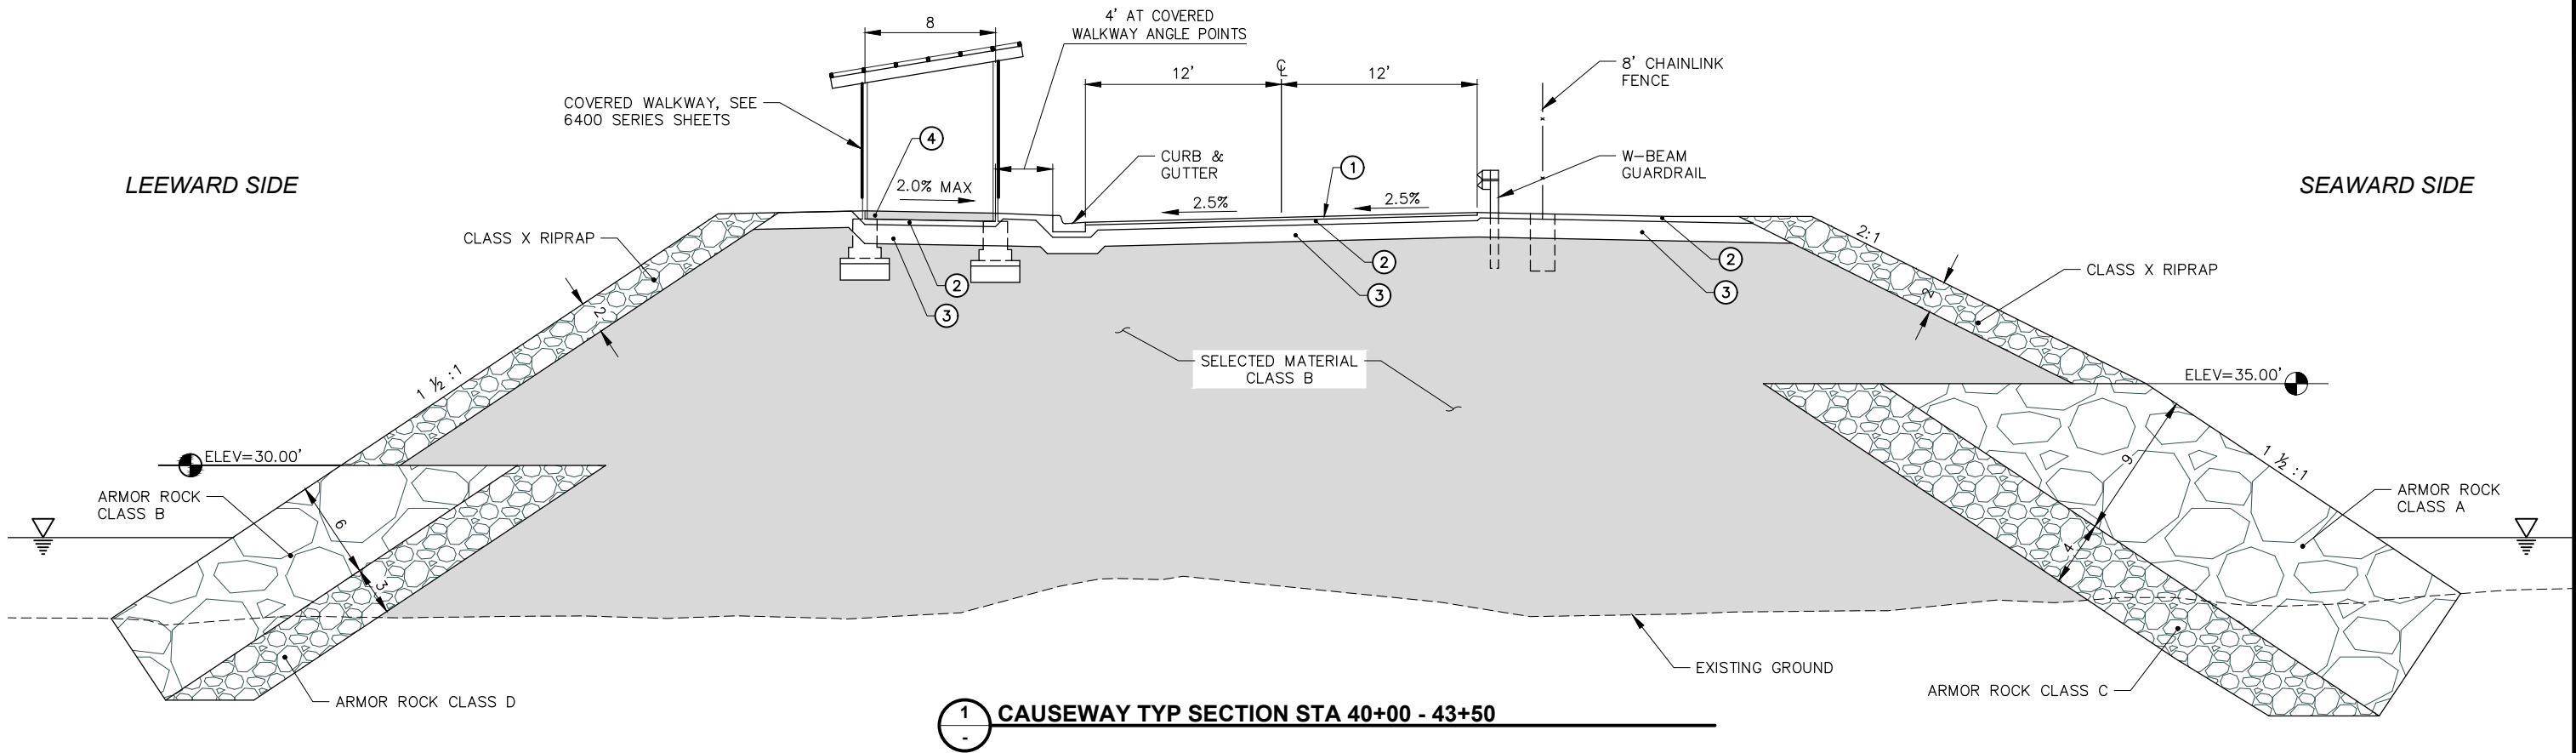 8
4' AT COVERED
WALKWAY ANGLE POINTS
12'
CL
12'
8' CHAINLINK
FENCE
COVERED WALKWAY, SEE
6400 SERIES SHEETS
4
CURB &
GUTTER
1
W-BEAM
GUARDRAIL
LEEWARD SIDE
SEAWARD SIDE
2.0% MAX
2.5%
2.5%
CLASS X RIPRAP
2:1
2
2
2
CLASS X RIPRAP
3
3
3
2
2
SELECTED MATERIAL
CLASS B
1 ½ :1
ELEV=35.00'
ELEV=30.00'
ARMOR ROCK
CLASS B
6
3
9
4
1 ½ :1
ARMOR ROCK
CLASS A
EXISTING GROUND
ARMOR ROCK CLASS D
ARMOR ROCK CLASS C
1
-
CAUSEWAY TYP SECTION STA 40+00 - 43+50